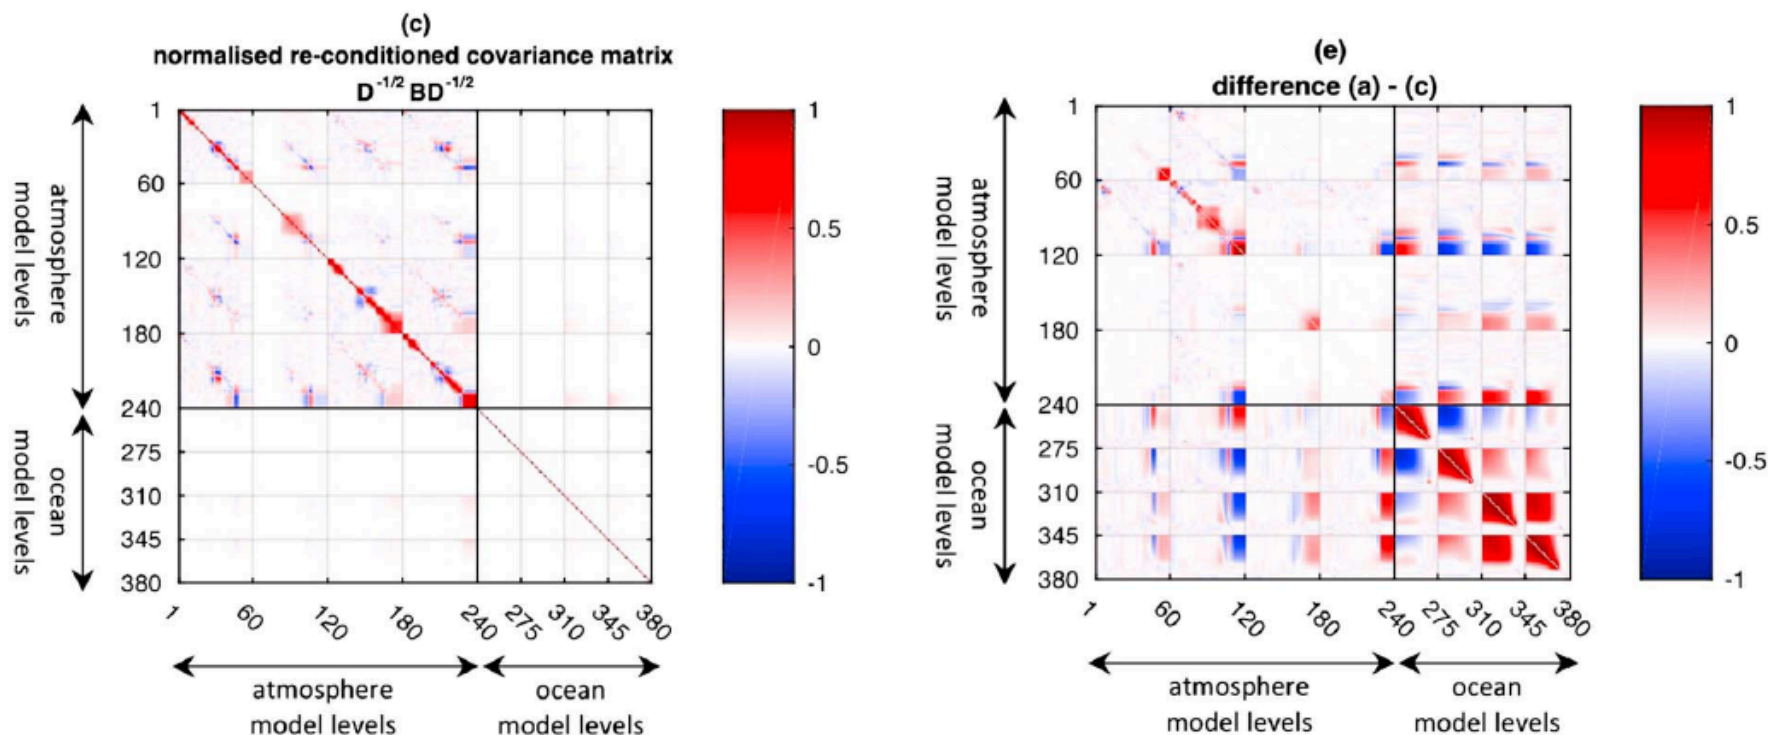 (c)
normalised re-conditioned covariance matrix
D-1/2 BD-1/2
1
60
120
180
240
275
310
345
380
atmosphere
model levels
ocean
model levels
1
60
120
180
240
275
310
345
380
atmosphere
model levels
ocean
model levels
1
0.5
0
-0.5
-1
(e)
difference (a) - (c)
1
60
120
180
240
275
310
345
380
atmosphere
model levels
ocean
model levels
1
60
120
180
240
275
310
345
380
atmosphere
model levels
ocean
model levels
1
0.5
0
-0.5
-1